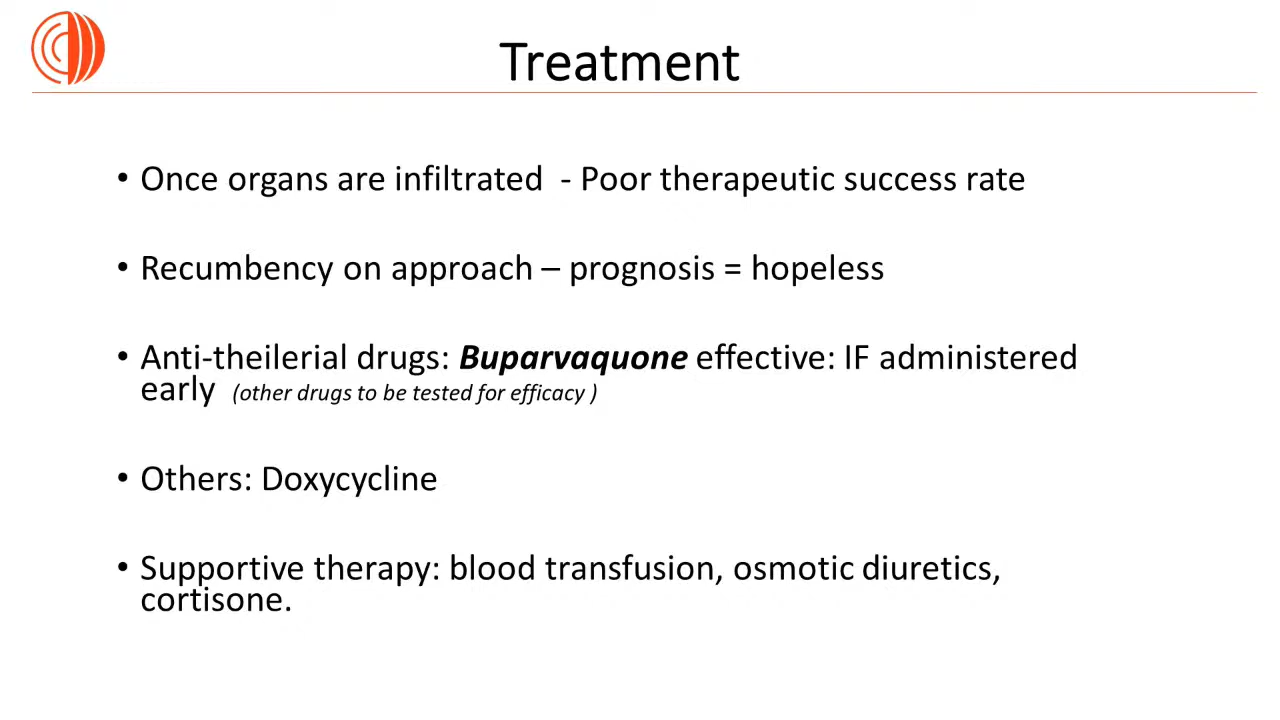 Treatment
• Once organs are infiltrated - Poor therapeutic success rate
• Recumbency on approach – prognosis = hopeless
• Anti-theilerial drugs: Buparvaquone effective: IF administered
early (other drugs to be tested for efficacy )
• Others: Doxycycline
• Supportive therapy: blood transfusion, osmotic diuretics,
cortisone.